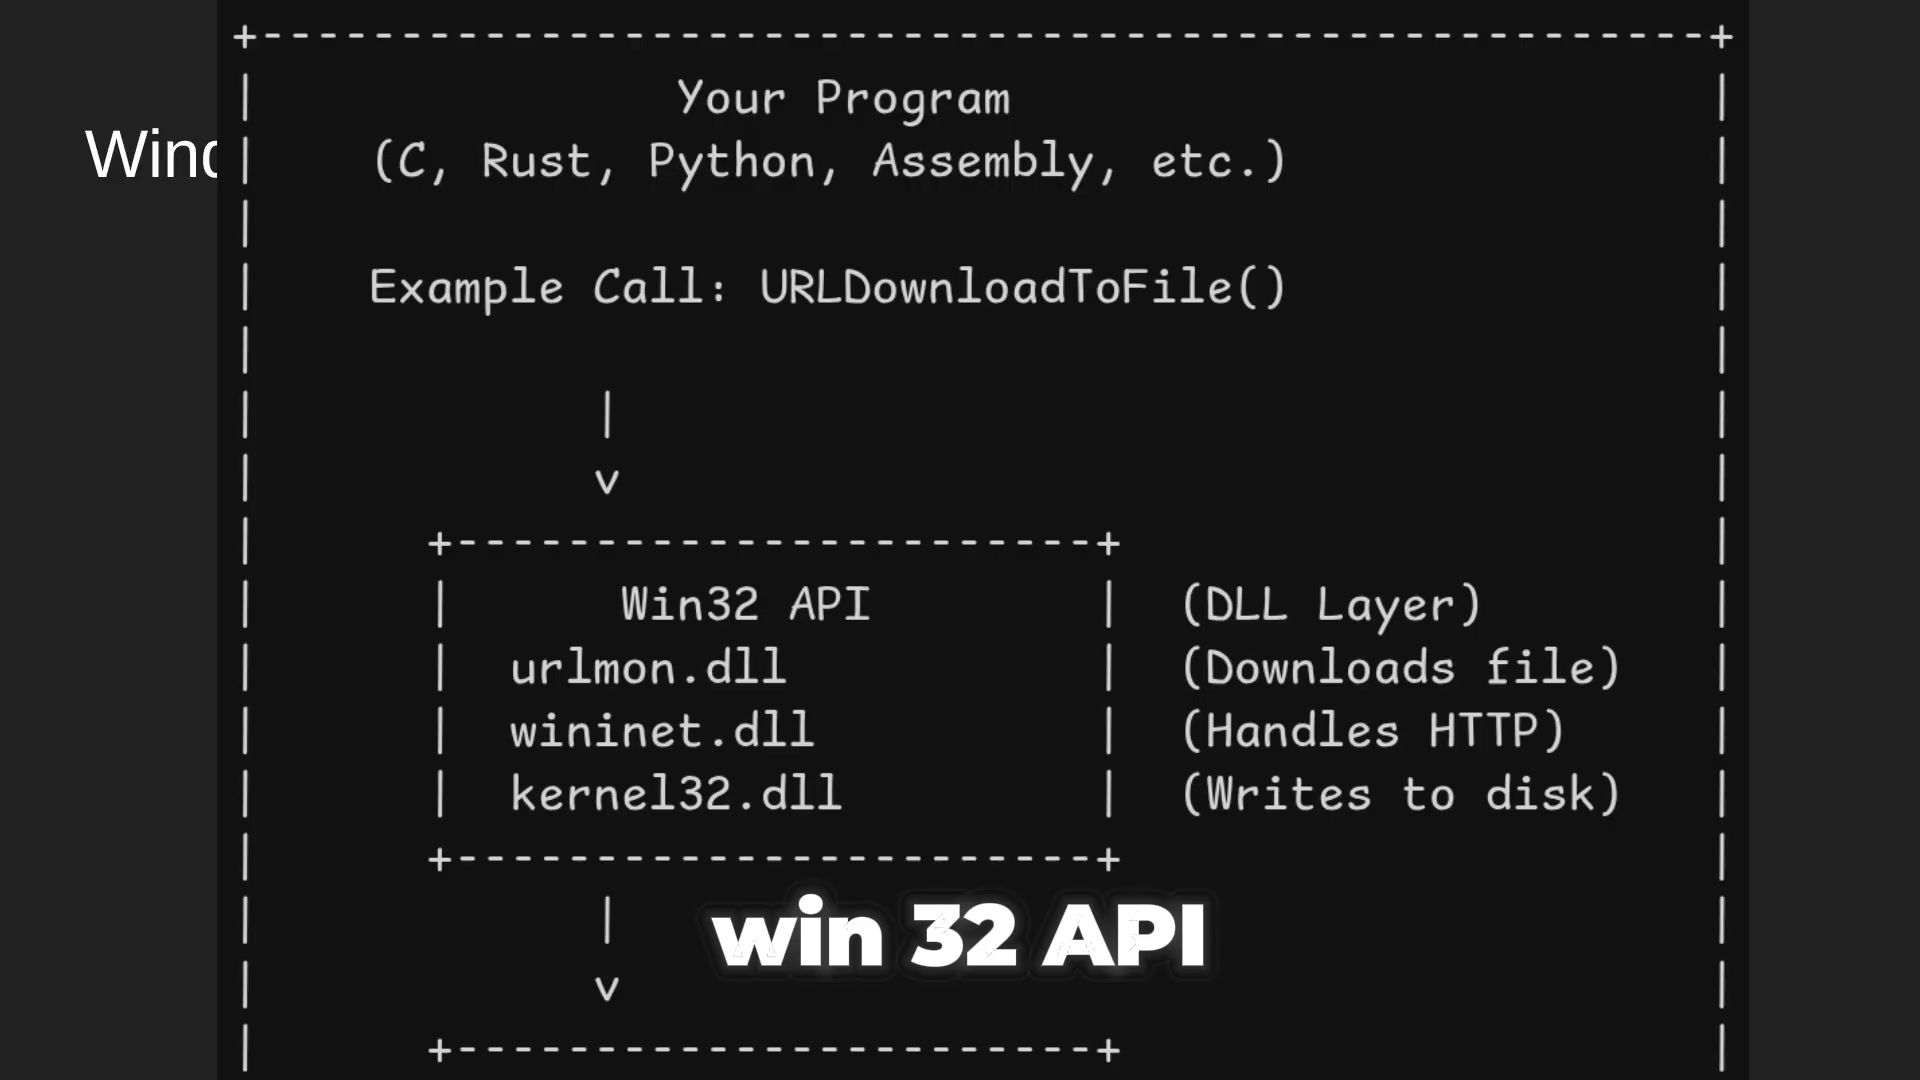 Your Program
Winc
(C, Rust, Python, Assembly, etc.)
Example Call: URLDownloadToFile()
Win32 API (DLL Layer)
urlmon.dll (Downloads file)
wininet.dll (Handles HTTP)
kernel32.dll (Writes to disk)
win 32 API